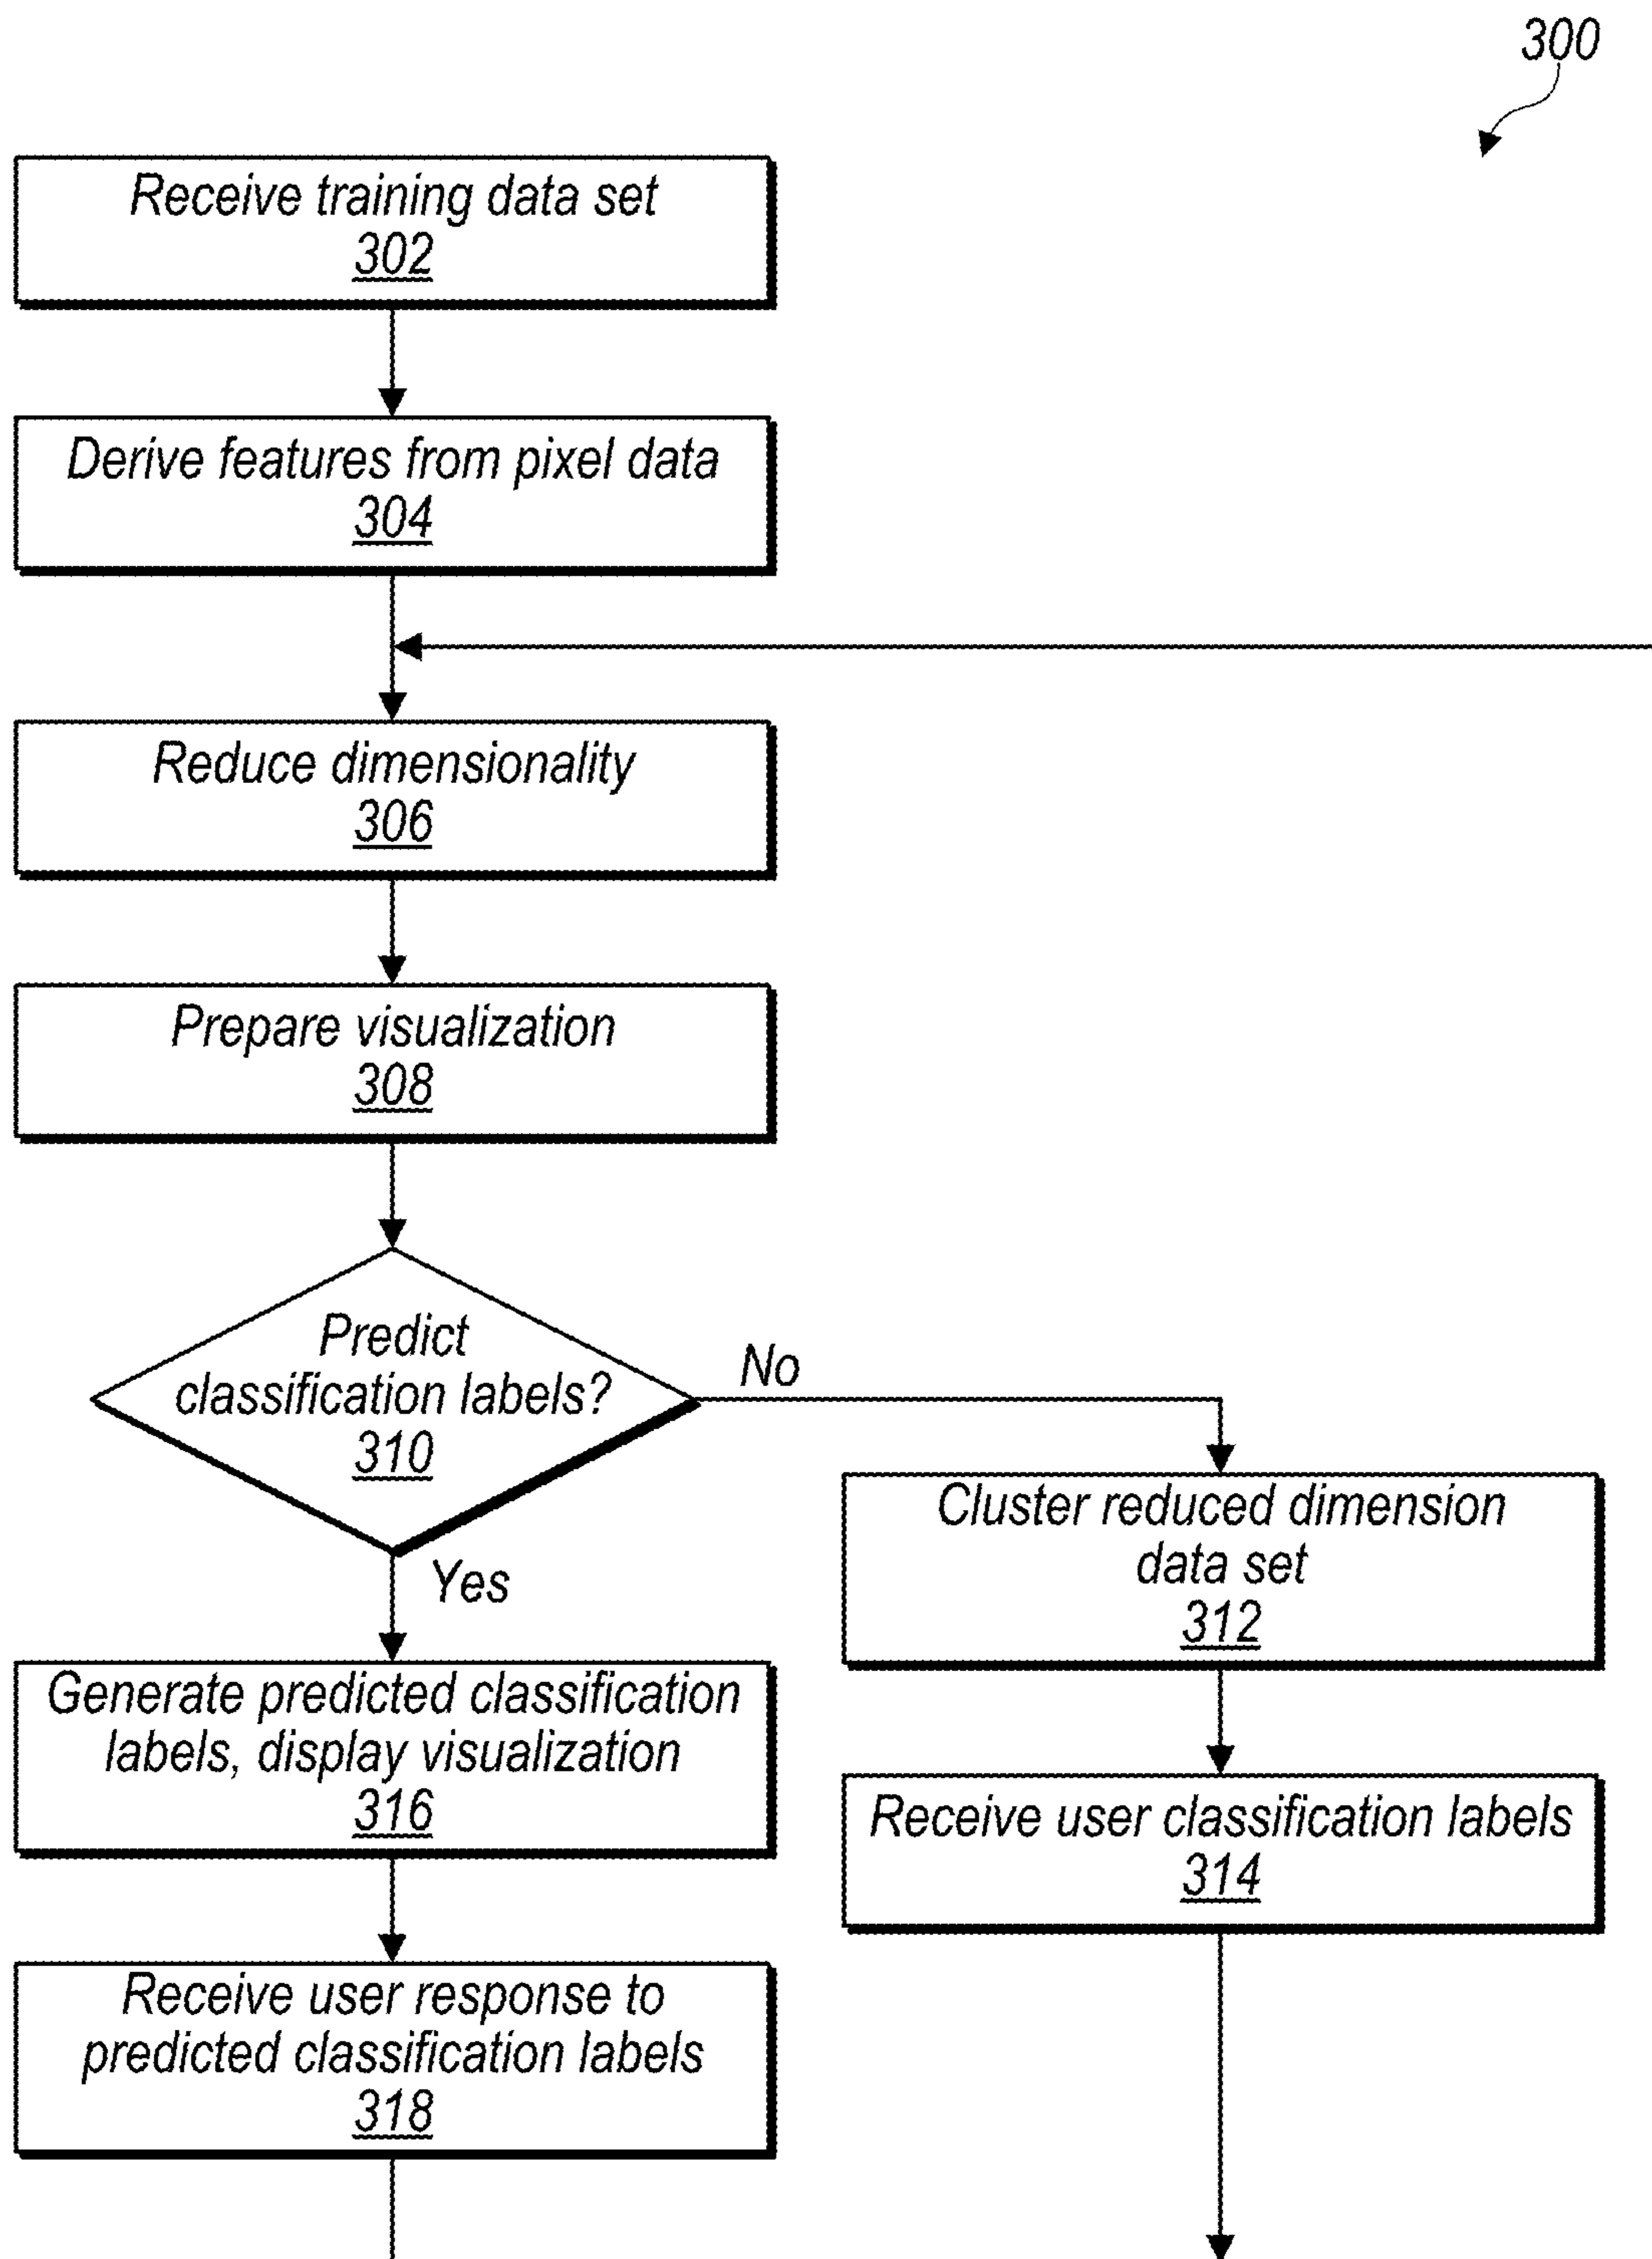 300
Receive training data set
302
Derive features from pixel data
304
Reduce dimensionality
306
Prepare visualization
308
Predict
classification labels?
310
No
Yes
Cluster reduced dimension
data set
312
Generate predicted classification
labels, display visualization
316
Receive user classification labels
314
Receive user response to
predicted classification labels
318